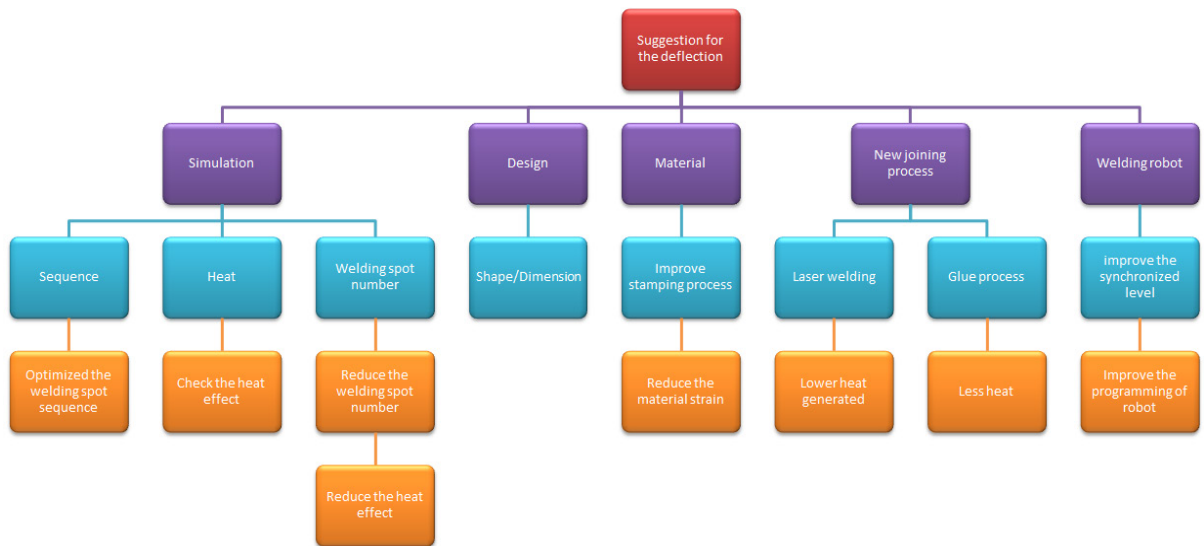 Suggestion for
the deflection
Simulation
Design
Material
New joining
process
Welding robot
Sequence
Heat
Welding spot
number
Shape/Dimension
Improve
stamping process
Laser welding
Glue process
improve the
synchronized
level
Optimized the
welding spot
sequence
Check the heat
effect
Reduce the
welding spot
number
Reduce the
material strain
Lower heat
generated
Less heat
Improve the
programming of
robot
Reduce the heat
effect